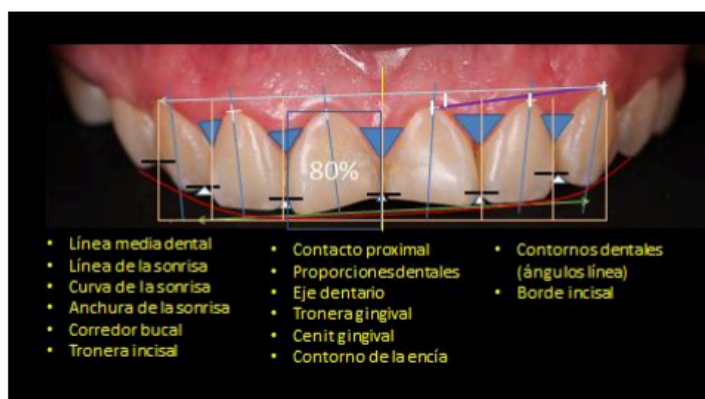 80%
• Línea media dental
• Línea de la sonrisa
• Curva de la sonrisa
• Anchura de la sonrisa
• Corredor bucal
• Tronera incisal
• Contacto proximal
• Proporciones dentales
• Eje dentario
• Tronera gingival
• Cenit gingival
• Contorno de la encía
• Contornos dentales
(ángulos línea)
• Borde incisal